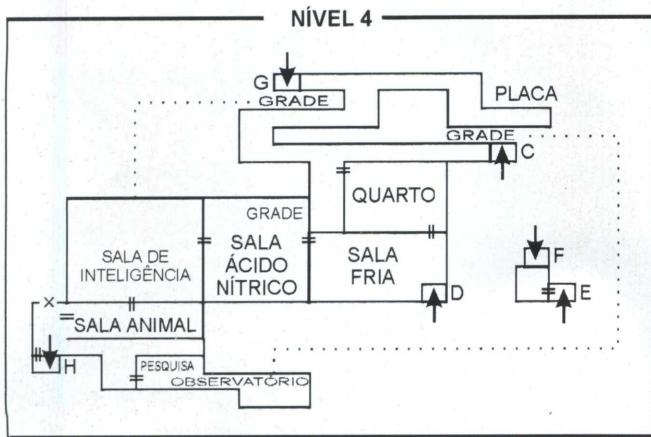 NÍVEL 4
G
GRADE
PLACA
GRADE
C
QUARTO
GRADE
SALA DE
INTELIGÊNCIA
SALA
ÁCIDO
NÍTRICO
SALA
FRIA
F
D
E
SALA ANIMAL
H
PESQUISA
OBSERVATÓRIO